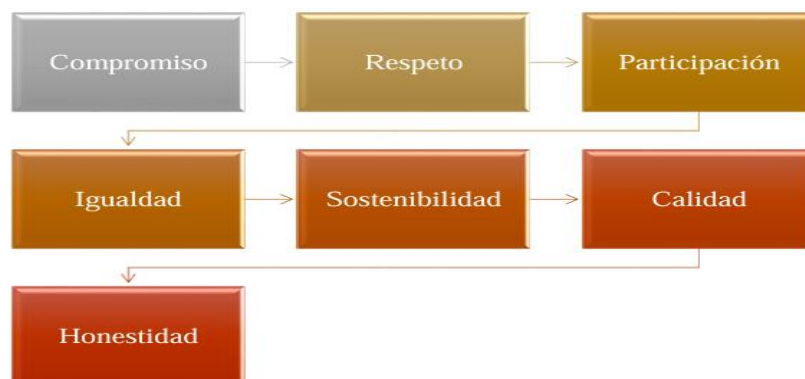 Compromiso
Respeto
Participación
Igualdad
Sostenibilidad
Calidad
Honestidad